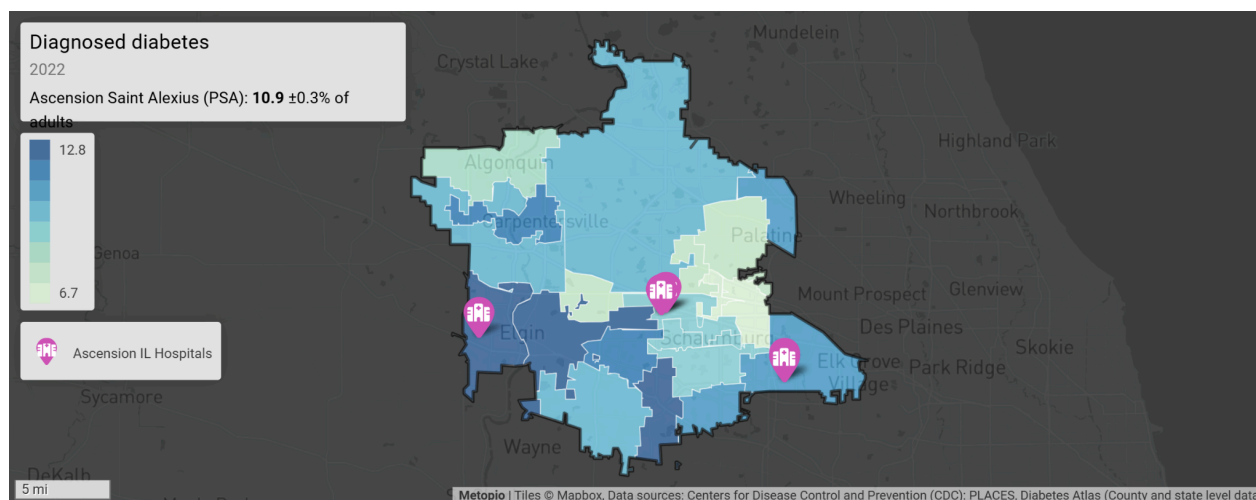 Diagnosed diabetes
2022
Ascension Saint Alexius (PSA): 10.9 ±0.3% of
adults
12.8
6.7
Ascension IL Hospitals
Mundelein
Crystal Lake
Highland Park
Algonquin
Wheeling
Northbrook
Carpentersville
Palatine
Genoa
Mount Prospect
Glenview
Elgin
Des Plaines
Schaumburg
Skokie
Elk Grove
Village
Park Ridge
Sycamore
Wayne
DeKalb
5 mi
Metopio | Tiles © Mapbox, Data sources: Centers for Disease Control and Prevention (CDC): PLACES, Diabetes Atlas (County and state level data